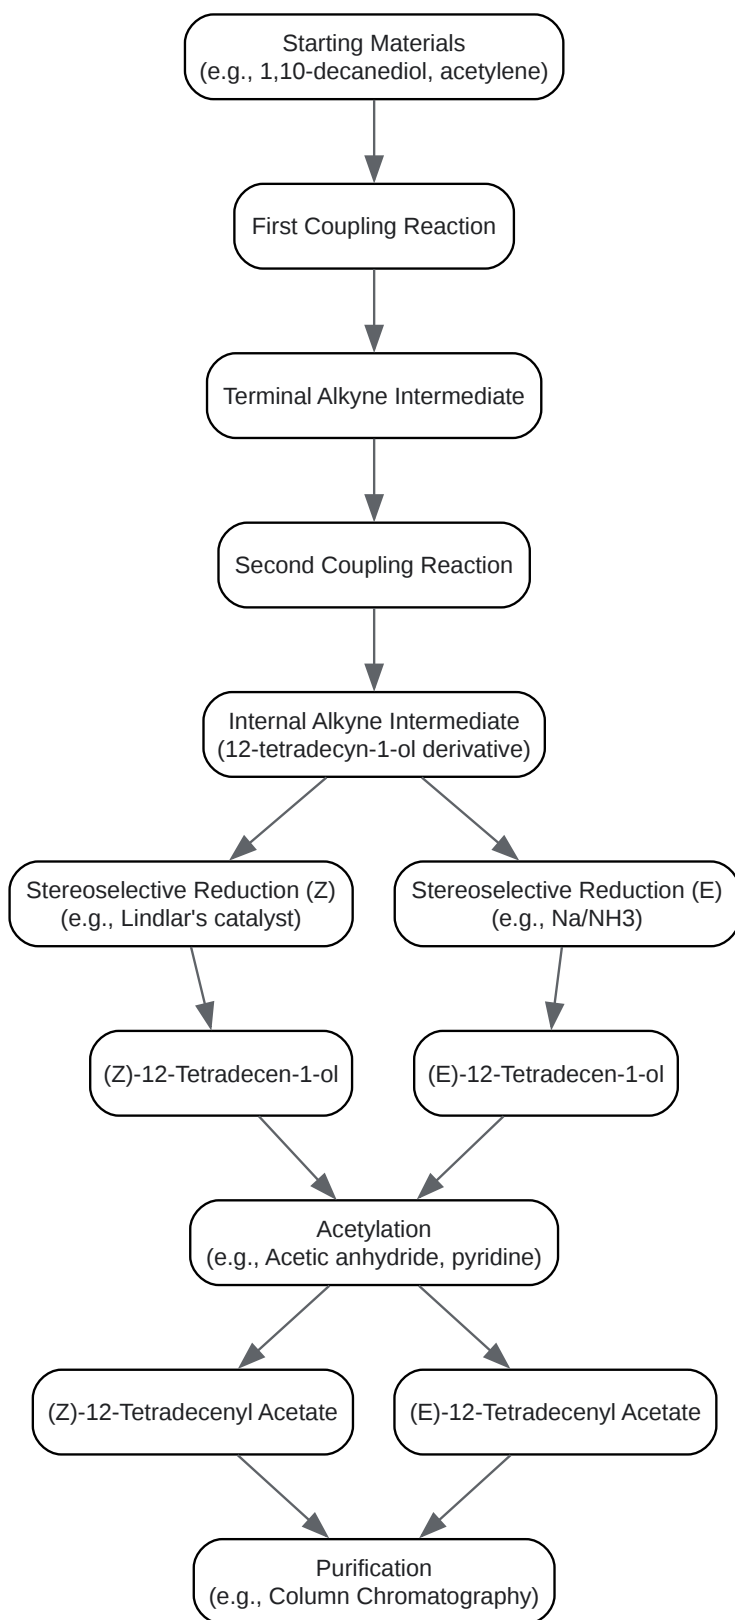 Starting Materials
(e.g., 1,10-decanediol, acetylene)
First Coupling Reaction
Terminal Alkyne Intermediate
Second Coupling Reaction
Internal Alkyne Intermediate
(12-tetradecyn-1-ol derivative)
Stereoselective Reduction (Z)
(e.g., Lindlar's catalyst)
Stereoselective Reduction (E)
(e.g., Na/NH3)
(Z)-12-Tetradecen-1-ol
(E)-12-Tetradecen-1-ol
Acetylation
(e.g., Acetic anhydride, pyridine)
(Z)-12-Tetradecenyl Acetate
(E)-12-Tetradecenyl Acetate
Purification
(e.g., Column Chromatography)